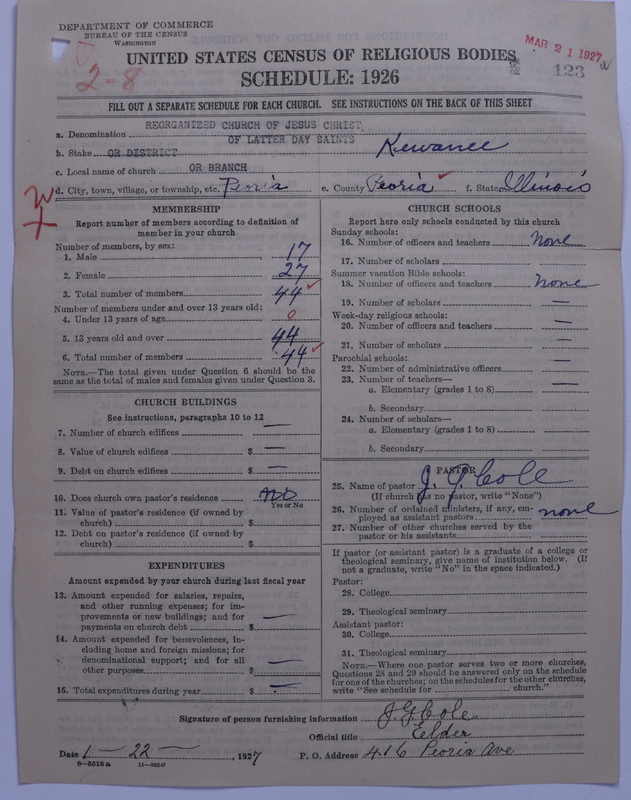 DEPARTMENT OF COMMERCE
BUREAU OF THE CENSUS
WASHINGTON
2-8
MAR 21 1927
123
UNITED STATES CENSUS OF RELIGIOUS BODIES
SCHEDULE: 1926
FILL OUT A SEPARATE SCHEDULE FOR EACH CHURCH. SEE INSTRUCTIONS ON THE BACK OF THIS SHEET
REORGANIZED CHURCH OF JESUS CHRIST
a. Denomination OF LATTER DAY SAINTS
b. Stake OR DISTRICT Kewanee
c. Local name of church OR BRANCH
d. City, town, village, or township, etc. Peoria e. County Peoria f. State Illinois
MEMBERSHIP
Report number of members according to definition of
member in your church
Number of members, by sex:
1. Male 17
2. Female 27
3. Total number of members 44
Number of members under and over 13 years old:
4. Under 13 years of age 0
5. 13 years old and over 44
6. Total number of members 44
NOTE.—The total given under Question 6 should be
same as the total of males and females given under Question 3.
CHURCH BUILDINGS
See instructions, paragraphs 10 to 12
7. Number of church edifices —
8. Value of church edifices $ —
9. Debt on church edifices $ —
10. Does church own pastor's residence No
Yes or No
11. Value of pastor's residence (if owned by
church) $
12. Debt on pastor's residence (if owned by
church) $
EXPENDITURES
Amount expended by your church during last fiscal year
13. Amount expended for salaries, repairs,
and other running expenses; for im-
provements or new buildings; and for
payments on church debt $ —
14. Amount expended for benevolences, in-
cluding home and foreign missions; for
denominational support; and for all
other purposes $ —
15. Total expenditures during year $ —
CHURCH SCHOOLS
Report here only schools conducted by this church
Sunday schools:
16. Number of officers and teachers none
17. Number of scholars —
Summer vacation Bible schools:
18. Number of officers and teachers none
19. Number of scholars —
Week-day religious schools:
20. Number of officers and teachers —
21. Number of scholars —
Parochial schools: —
22. Number of administrative officers
23. Number of teachers—
a. Elementary (grades 1 to 8) —
b. Secondary
24. Number of scholars—
a. Elementary (grades 1 to 8)
b. Secondary
PASTOR
25. Name of pastor J. G. Cole
(If church has no pastor, write "None")
26. Number of ordained ministers, if any, em-
ployed as assistant pastors none
27. Number of other churches served by the
pastor or his assistants
If pastor (or assistant pastor) is a graduate of a college or
theological seminary, give name of institution below. (If
not a graduate, write "No" in the space indicated.)
Pastor:
28. College
29. Theological seminary
Assistant pastor:
30. College
31. Theological seminary
NOTE.—Where one pastor serves two or more churches,
Questions 28 and 29 should be answered only on the schedule
for one of the churches; on the schedules for the other churches,
write "See schedule for church."
Signature of person furnishing information J. G. Cole
Official title Elder
Date 1 — 22 —, 1927 P. O. Address 416 Peoria Ave
8—5318a 11—9024f